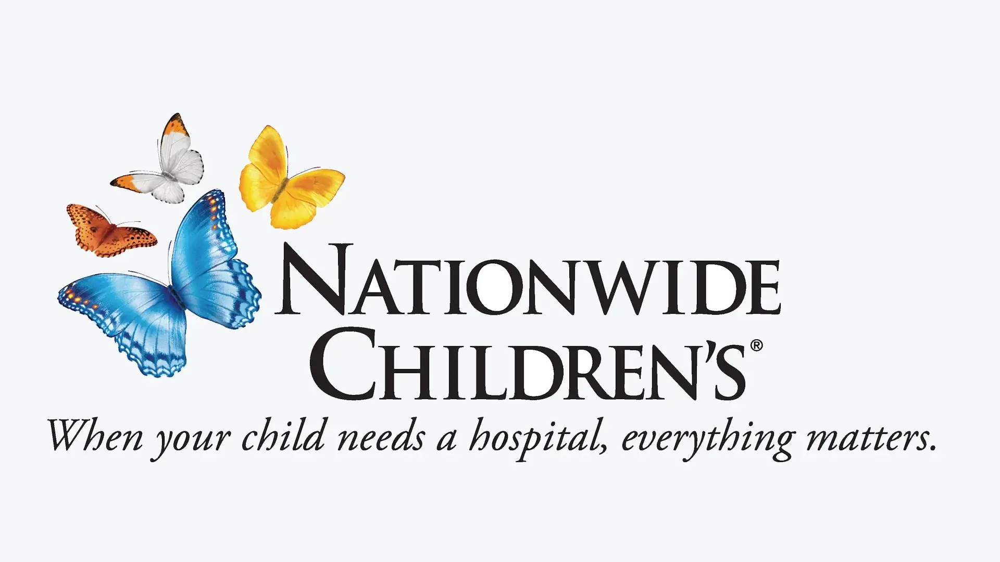 NATIONWIDE
CHILDREN'S®
When your child needs a hospital, everything matters.